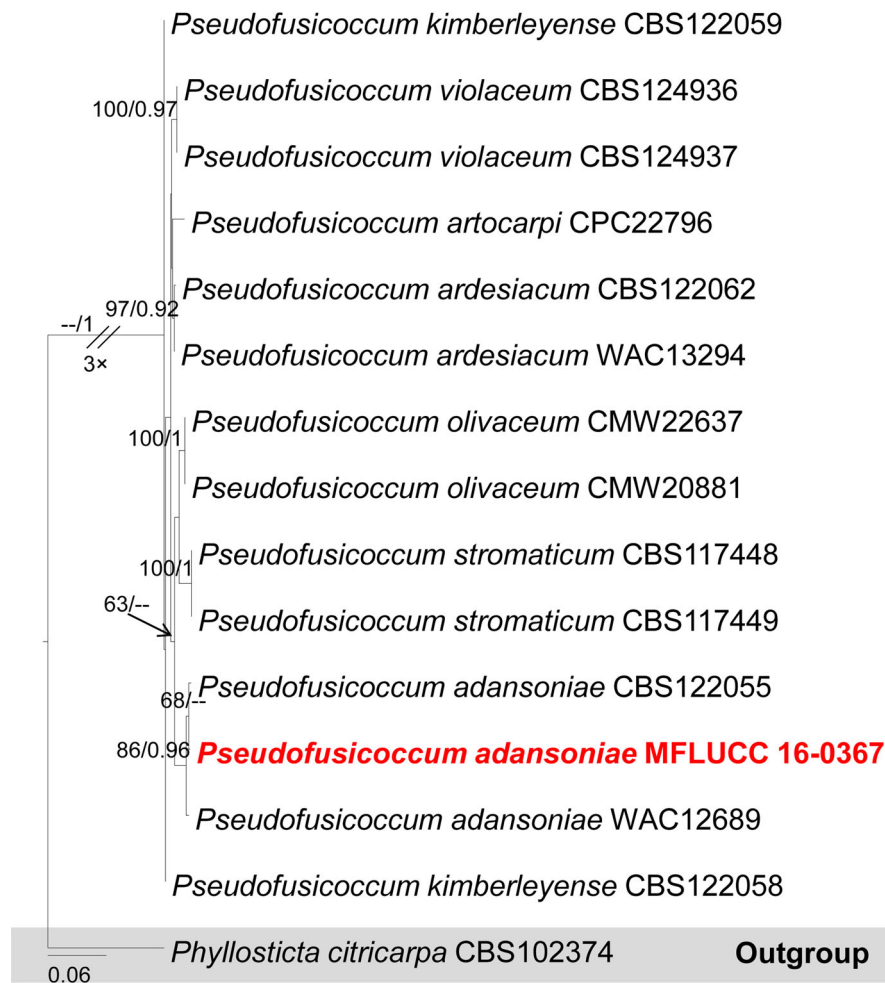 Pseudofusicoccum kimberleyense CBS122059
Pseudofusicoccum violaceum CBS124936
100/0.97
Pseudofusicoccum violaceum CBS124937
Pseudofusicoccum artocarpi CPC22796
Pseudofusicoccum ardesiacum CBS122062
97/0.92
--/1
3×
Pseudofusicoccum ardesiacum WAC13294
Pseudofusicoccum olivaceum CMW22637
100/1
Pseudofusicoccum olivaceum CMW20881
Pseudofusicoccum stromaticum CBS117448
100/1
63/--
Pseudofusicoccum stromaticum CBS117449
Pseudofusicoccum adansoniae CBS122055
68/--
86/0.96
Pseudofusicoccum adansoniae MFLUCC 16-0367
Pseudofusicoccum adansoniae WAC12689
Pseudofusicoccum kimberleyense CBS122058
Phyllosticta citricarpa CBS102374 Outgroup
0.06